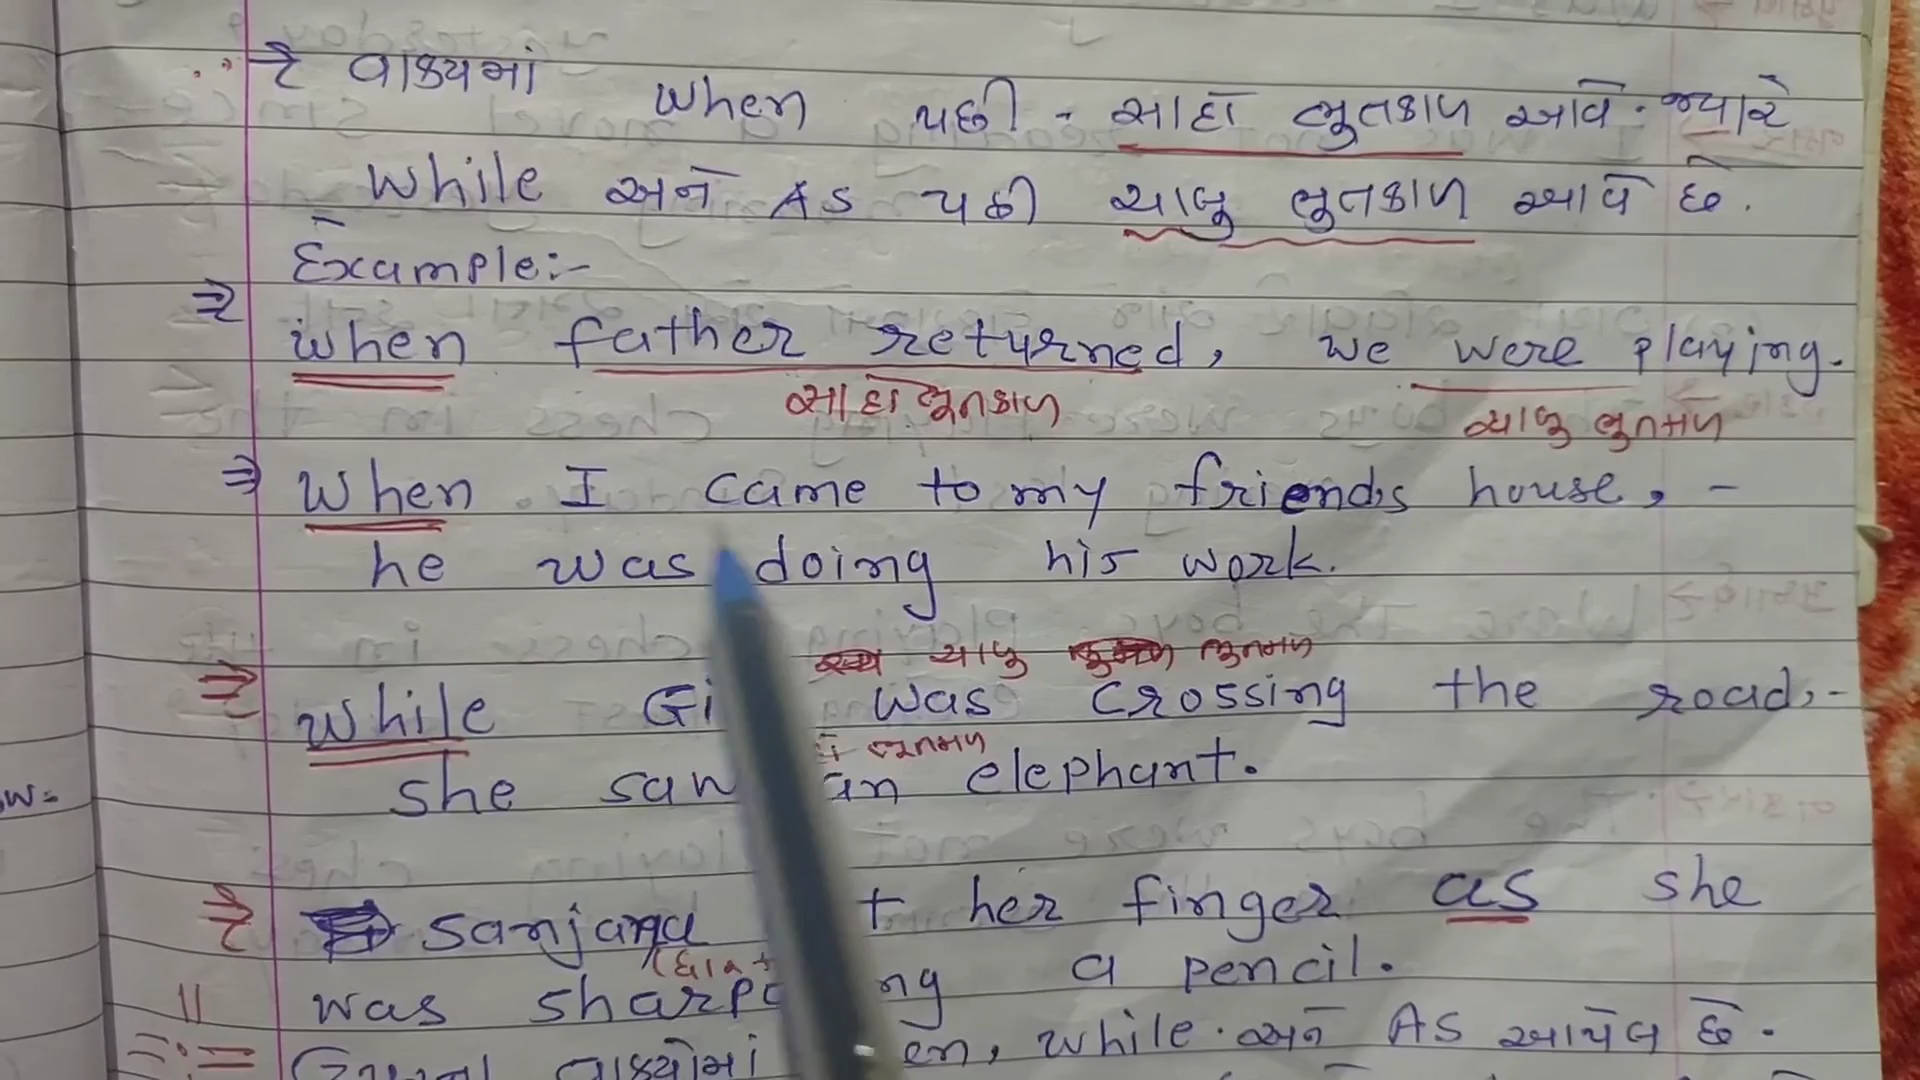 → વાક્યમાં when પછી - સાદો ભુતકાળ આવે. જ્યારે
While અને AS પછી ચાલુ ભુતકાળ આવે છે.
Example:-
⇒ when father returned, we were playing.
સાદો ભુતકાળ ચાલુ ભુતકાળ
⇒ When I came to my friends house, -
he was doing his work.
ચાલુ ભુતકાળ
⇒ while was crossing the road, -
ભુતકાળ
she saw an elephant.
⇒ Sanjana her finger as she
was a pencil.
વાક્યોમાં while અને AS આવેલ છે.